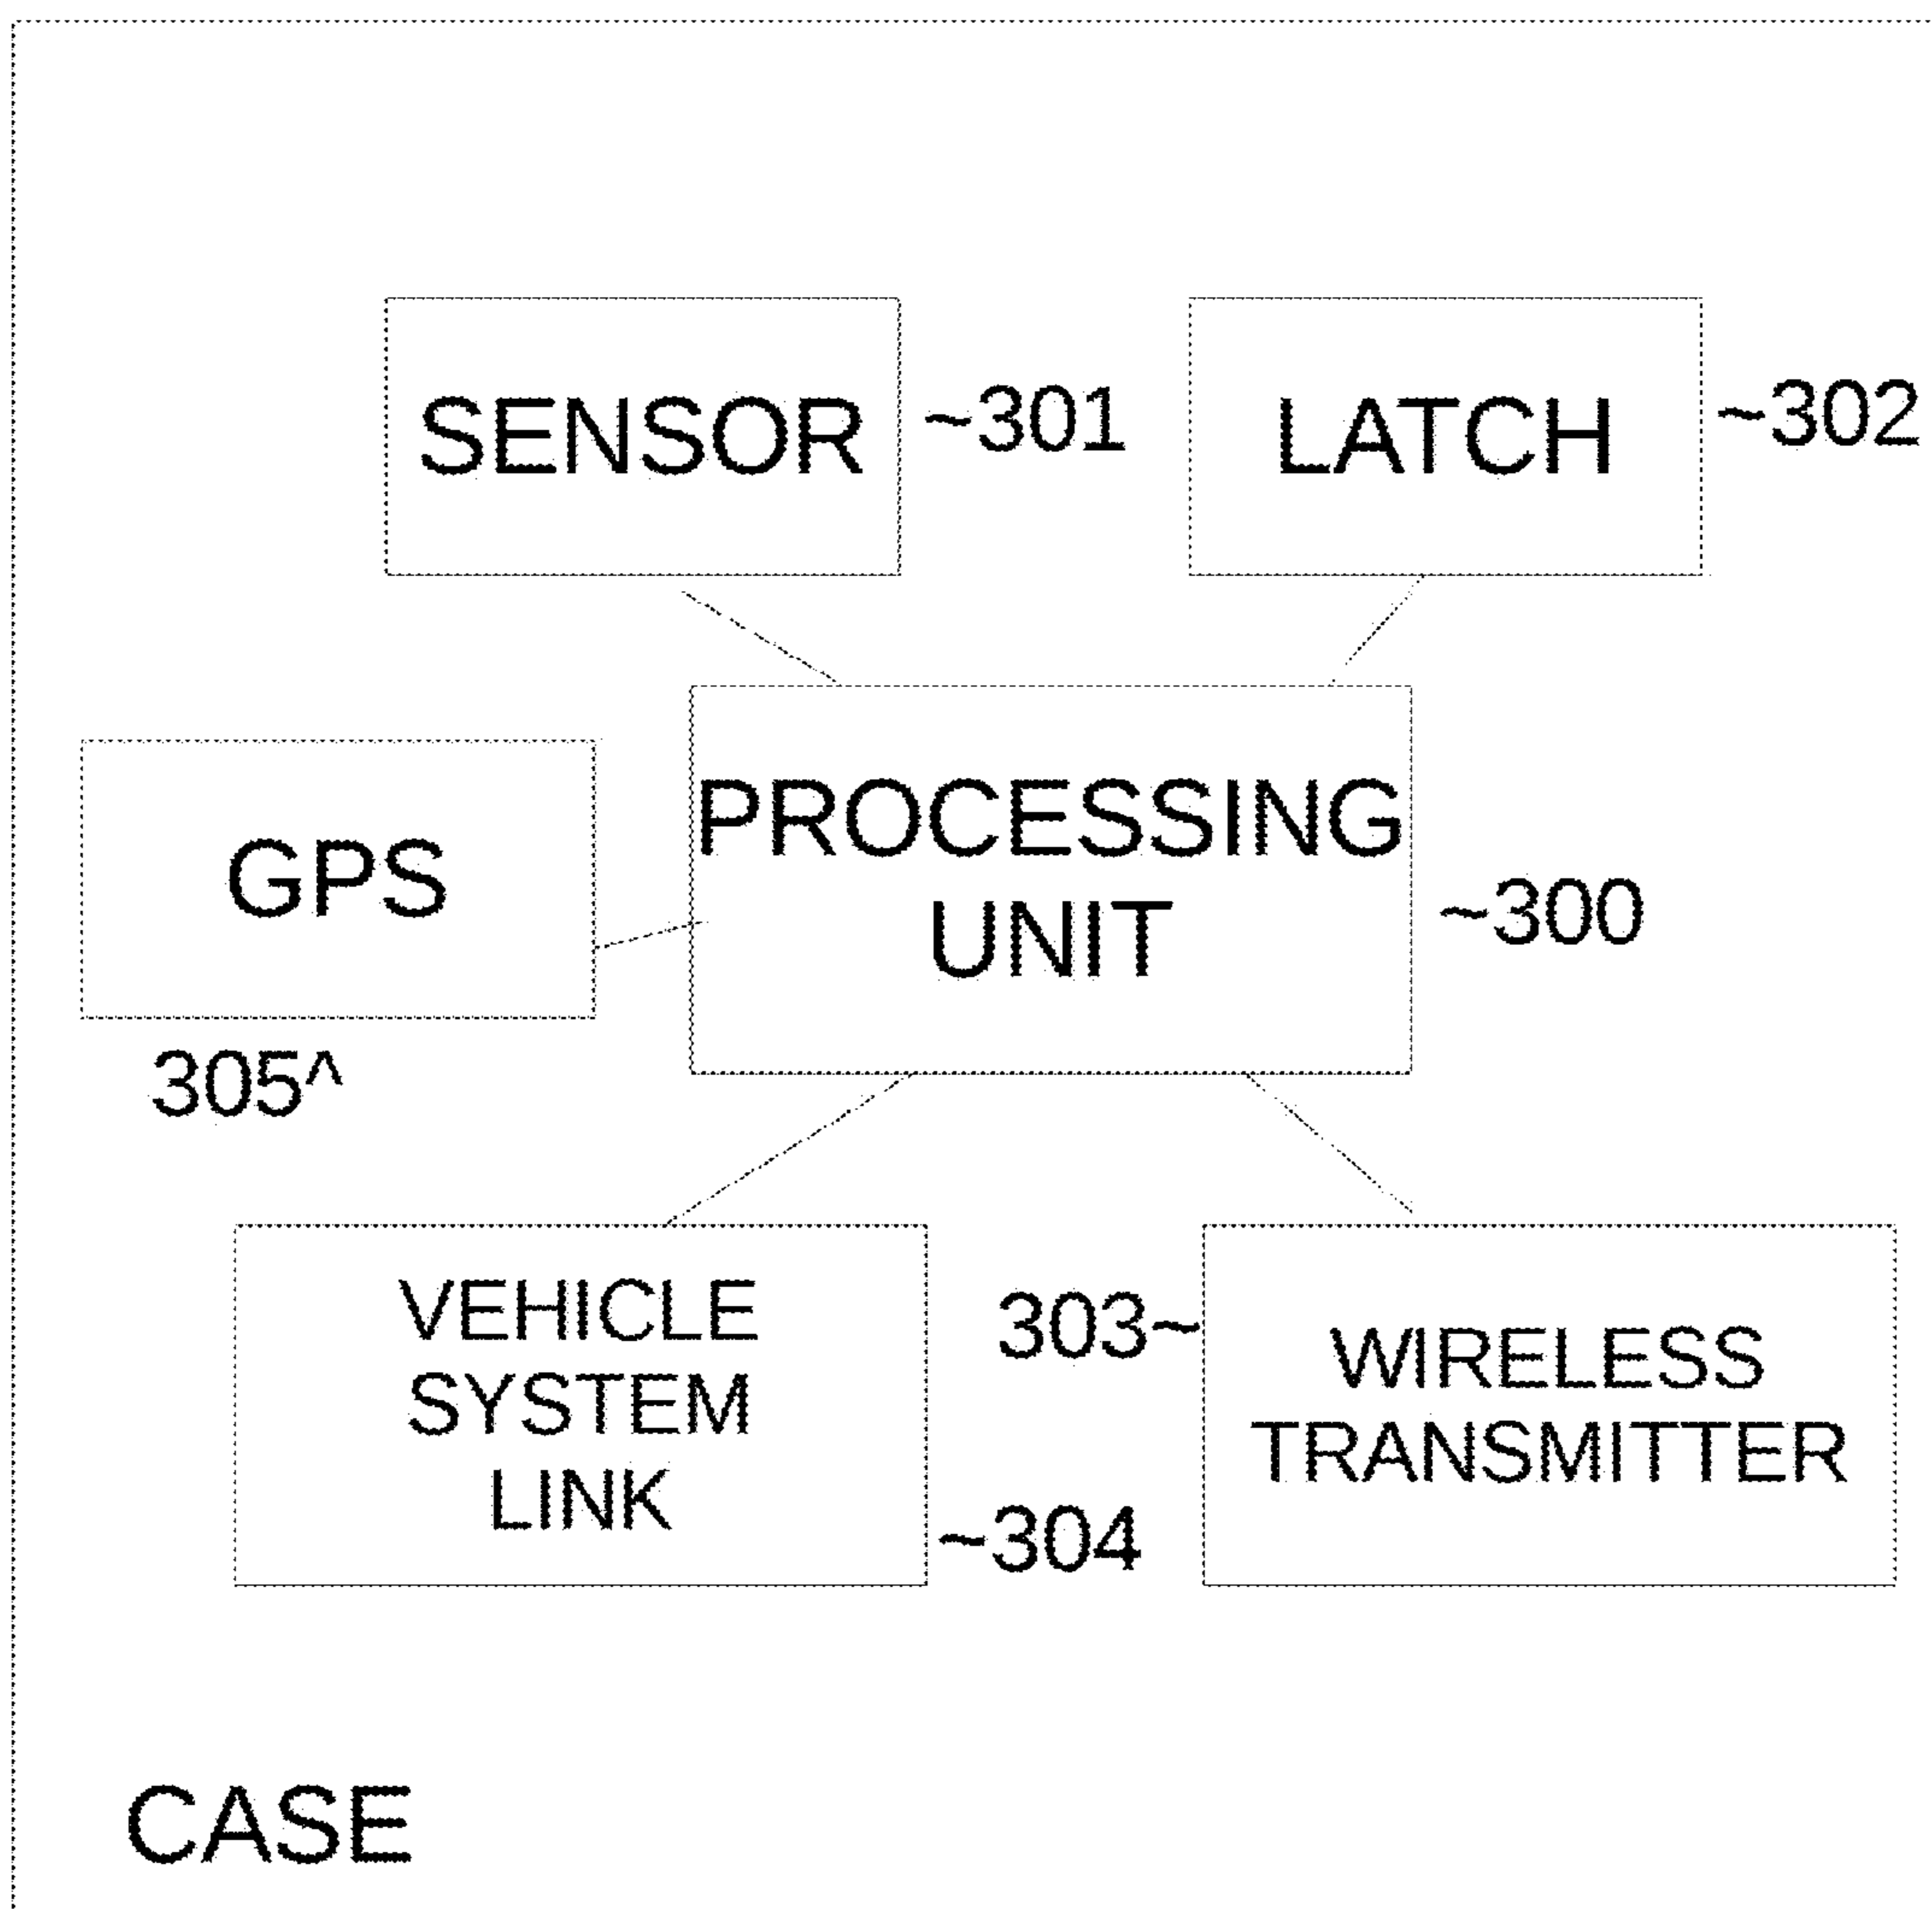 SENSOR ~301
LATCH ~302
PROCESSING
UNIT
~300
GPS
305^
VEHICLE
SYSTEM
LINK
~304
303~
WIRELESS
TRANSMITTER
CASE